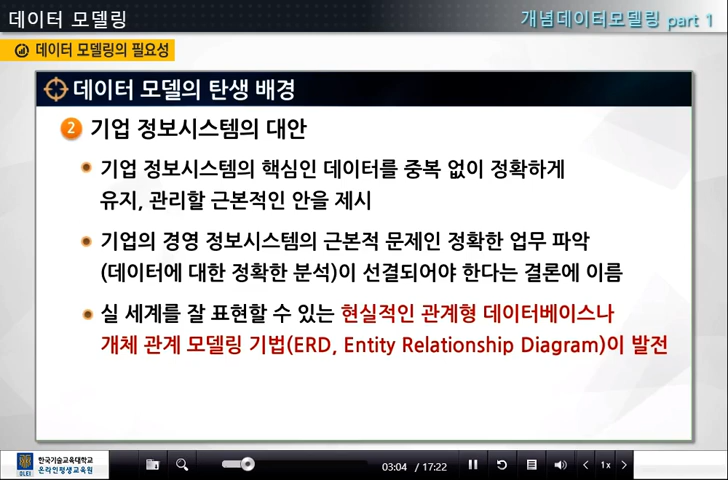 데이터 모델링
개념데이터모델링 part 1
데이터 모델링의 필요성
데이터 모델의 탄생 배경
2 기업 정보시스템의 대안
기업 정보시스템의 핵심인 데이터를 중복 없이 정확하게
유지, 관리할 근본적인 안을 제시
기업의 경영 정보시스템의 근본적 문제인 정확한 업무 파악
(데이터에 대한 정확한 분석)이 선결되어야 한다는 결론에 이름
실 세계를 잘 표현할 수 있는 현실적인 관계형 데이터베이스나
개체 관계 모델링 기법(ERD, Entity Relationship Diagram)이 발전
한국기술교육대학교
온라인평생교육원
OLEI
03:04 / 17:22
1x